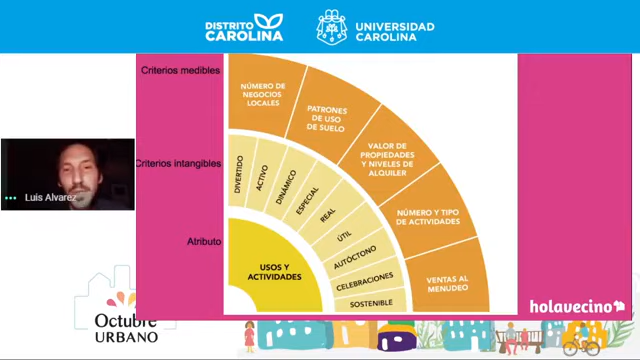 DISTRITO
CAROLINA
UNIVERSIDAD
CAROLINA
Criterios medibles
NÚMERO DE
NEGOCIOS
LOCALES
PATRONES
DE USO
DE SUELO
VALOR DE
PROPIEDADES
Y NIVELES DE
ALQUILER
NÚMERO Y TIPO
DE ACTIVIDADES
VENTAS AL
MENUDEO
Criterios intangibles
DIVERTIDO
ACTIVO
DINÁMICO
ESPECIAL
REAL
ÚTIL
AUTÓCTONO
CELEBRACIONES
SOSTENIBLE
Atributo
USOS Y
ACTIVIDADES
Luis Alvarez
Octubre
URBANO
holavecino